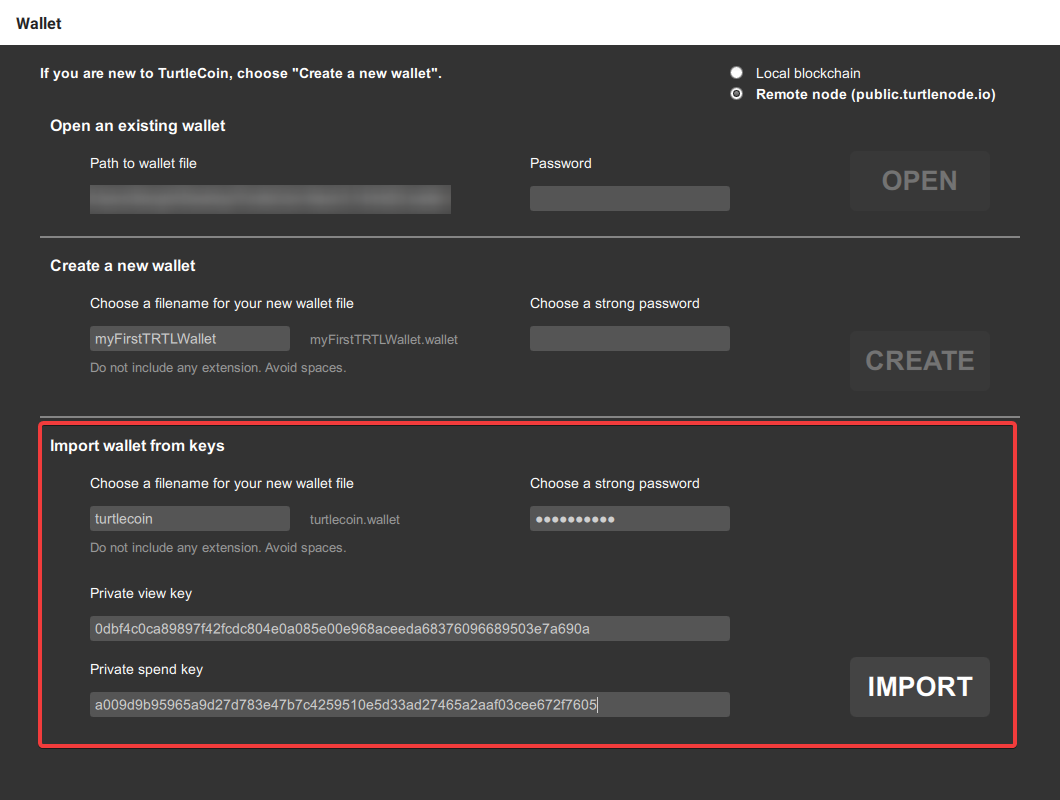 Wallet
If you are new to TurtleCoin, choose "Create a new wallet".
Local blockchain
Remote node (public.turtlenode.io)
Open an existing wallet
Path to wallet file
Password
OPEN
Create a new wallet
Choose a filename for your new wallet file
Choose a strong password
myFirstTRTLWallet
myFirstTRTLWallet.wallet
Do not include any extension. Avoid spaces.
CREATE
Import wallet from keys
Choose a filename for your new wallet file
Choose a strong password
turtlecoin
turtlecoin.wallet
●●●●●●●●●●
Do not include any extension. Avoid spaces.
Private view key
0dbf4c0ca89897f42fcdc804e0a085e00e968aceeda68376096689503e7a690a
Private spend key
a009d9b95965a9d27d783e47b7c4259510e5d33ad27465a2aaf03cee672f7605
IMPORT